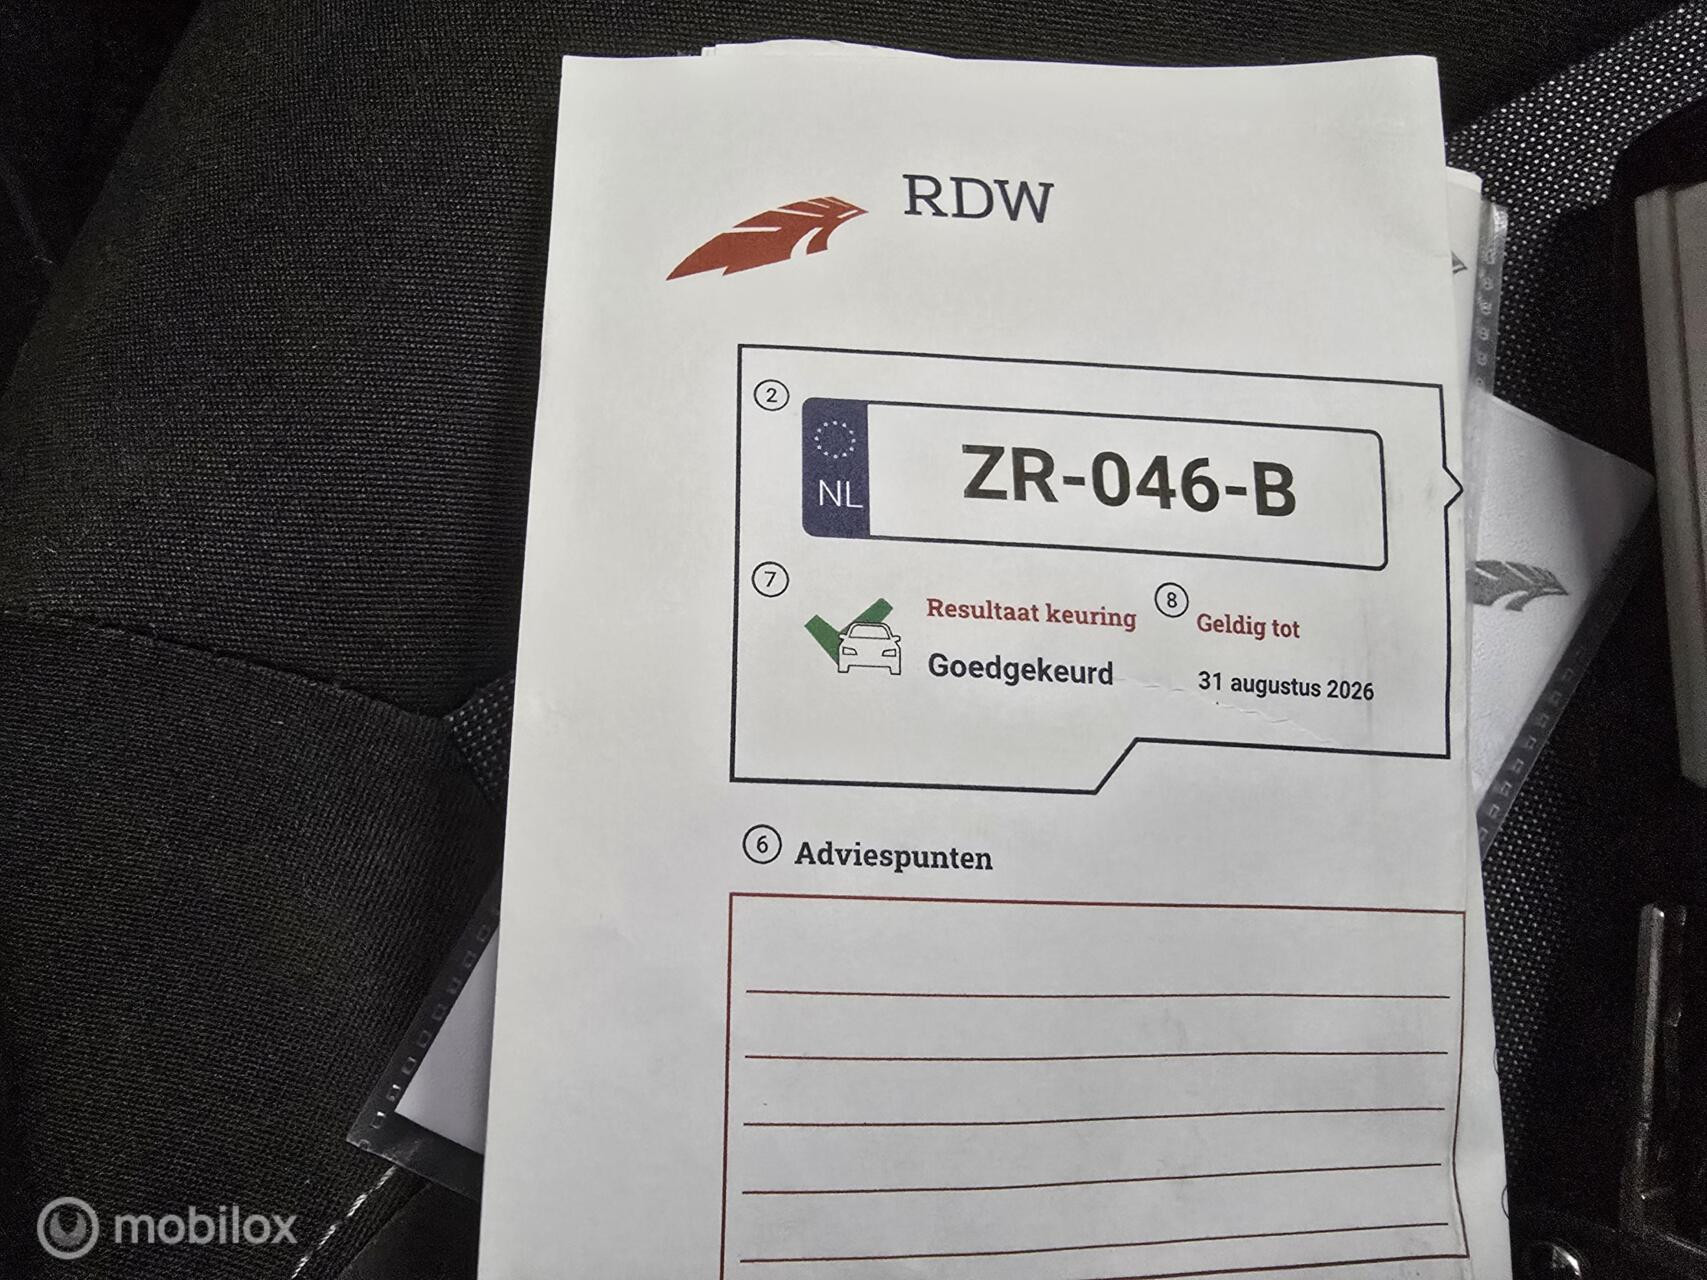 RDW
2
NL
ZR-046-B
7
Resultaat keuring
8
Geldig tot
Goedgekeurd
31 augustus 2026
6 Adviespunten
mobilox